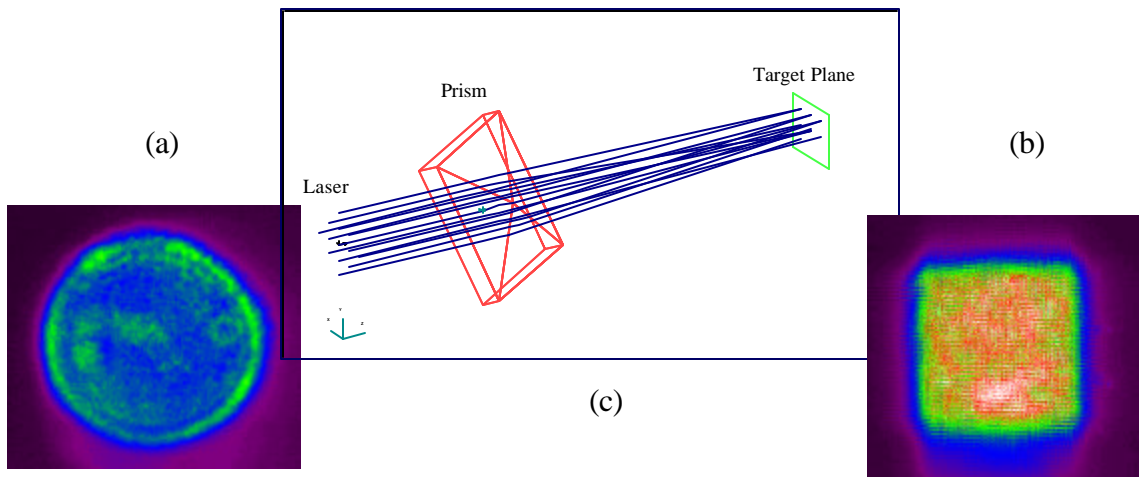 Target Plane
Prism
(a)
(b)
Laser
Y
X
Z
(c)